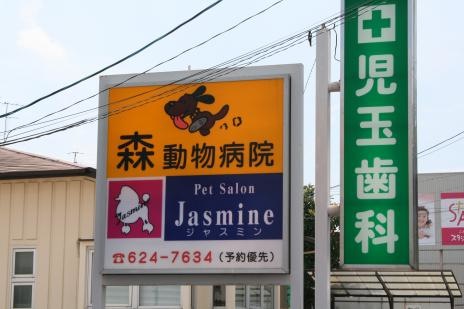 森 動物病院
Jasmine
Pet Salon
Jasmine
ジャスミン
☎624-7634（予約優先）
児玉歯科